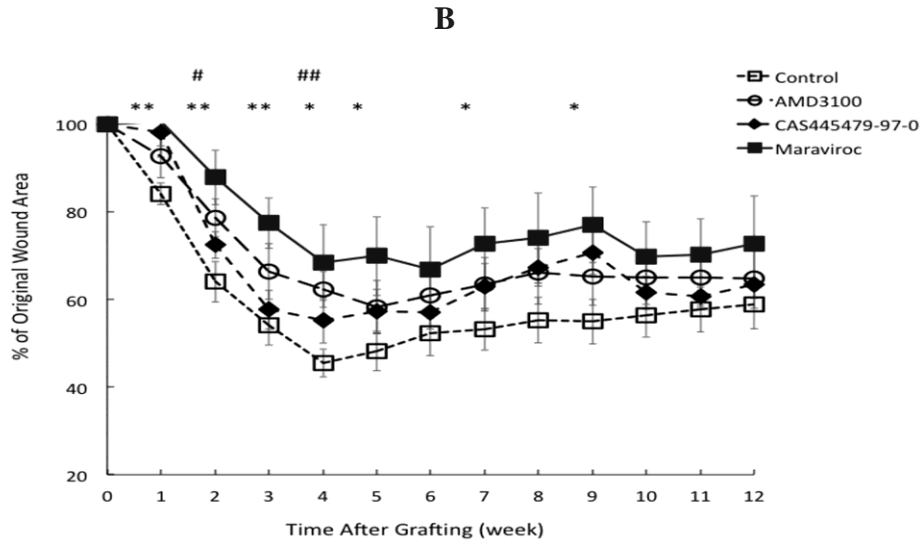 B
# ##
** ** ** * * * *
Control
AMD3100
CAS445479-97-0
Maraviroc
% of Original Wound Area
100
80
60
40
20
0 1 2 3 4 5 6 7 8 9 10 11 12
Time After Grafting (week)